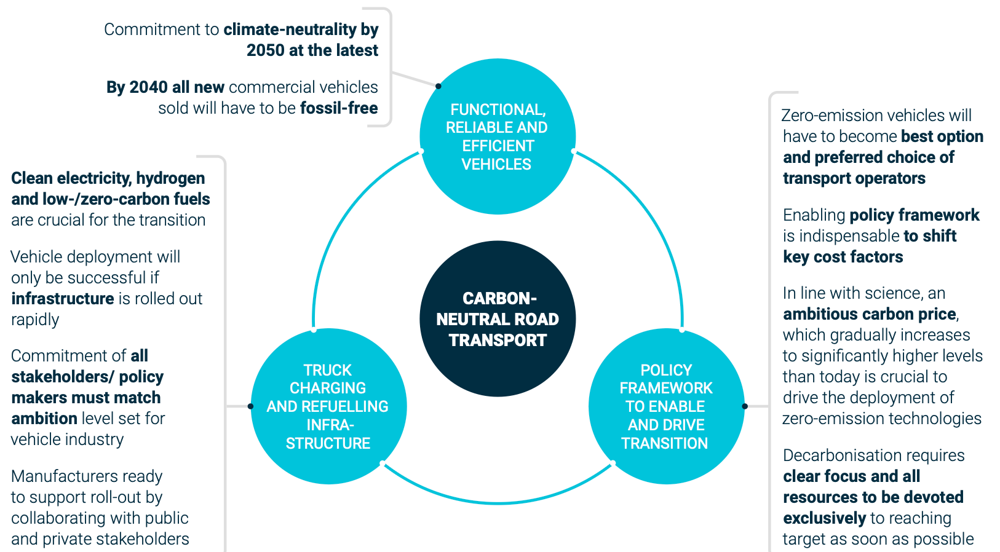 Commitment to climate-neutrality by
2050 at the latest
By 2040 all new commercial vehicles
sold will have to be fossil-free
FUNCTIONAL,
RELIABLE AND
EFFICIENT
VEHICLES
Clean electricity, hydrogen
and low-/zero-carbon fuels
are crucial for the transition
Vehicle deployment will
only be successful if
infrastructure is rolled out
rapidly
Commitment of all
stakeholders/ policy
makers must match
ambition level set for
vehicle industry
Manufacturers ready
to support roll-out by
collaborating with public
and private stakeholders
TRUCK
CHARGING
AND REFUELLING
INFRA-
STRUCTURE
CARBON-
NEUTRAL ROAD
TRANSPORT
POLICY
FRAMEWORK
TO ENABLE
AND DRIVE
TRANSITION
Zero-emission vehicles will
have to become best option
and preferred choice of
transport operators
Enabling policy framework
is indispensable to shift
key cost factors
In line with science, an
ambitious carbon price,
which gradually increases
to significantly higher levels
than today is crucial to
drive the deployment of
zero-emission technologies
Decarbonisation requires
clear focus and all
resources to be devoted
exclusively to reaching
target as soon as possible